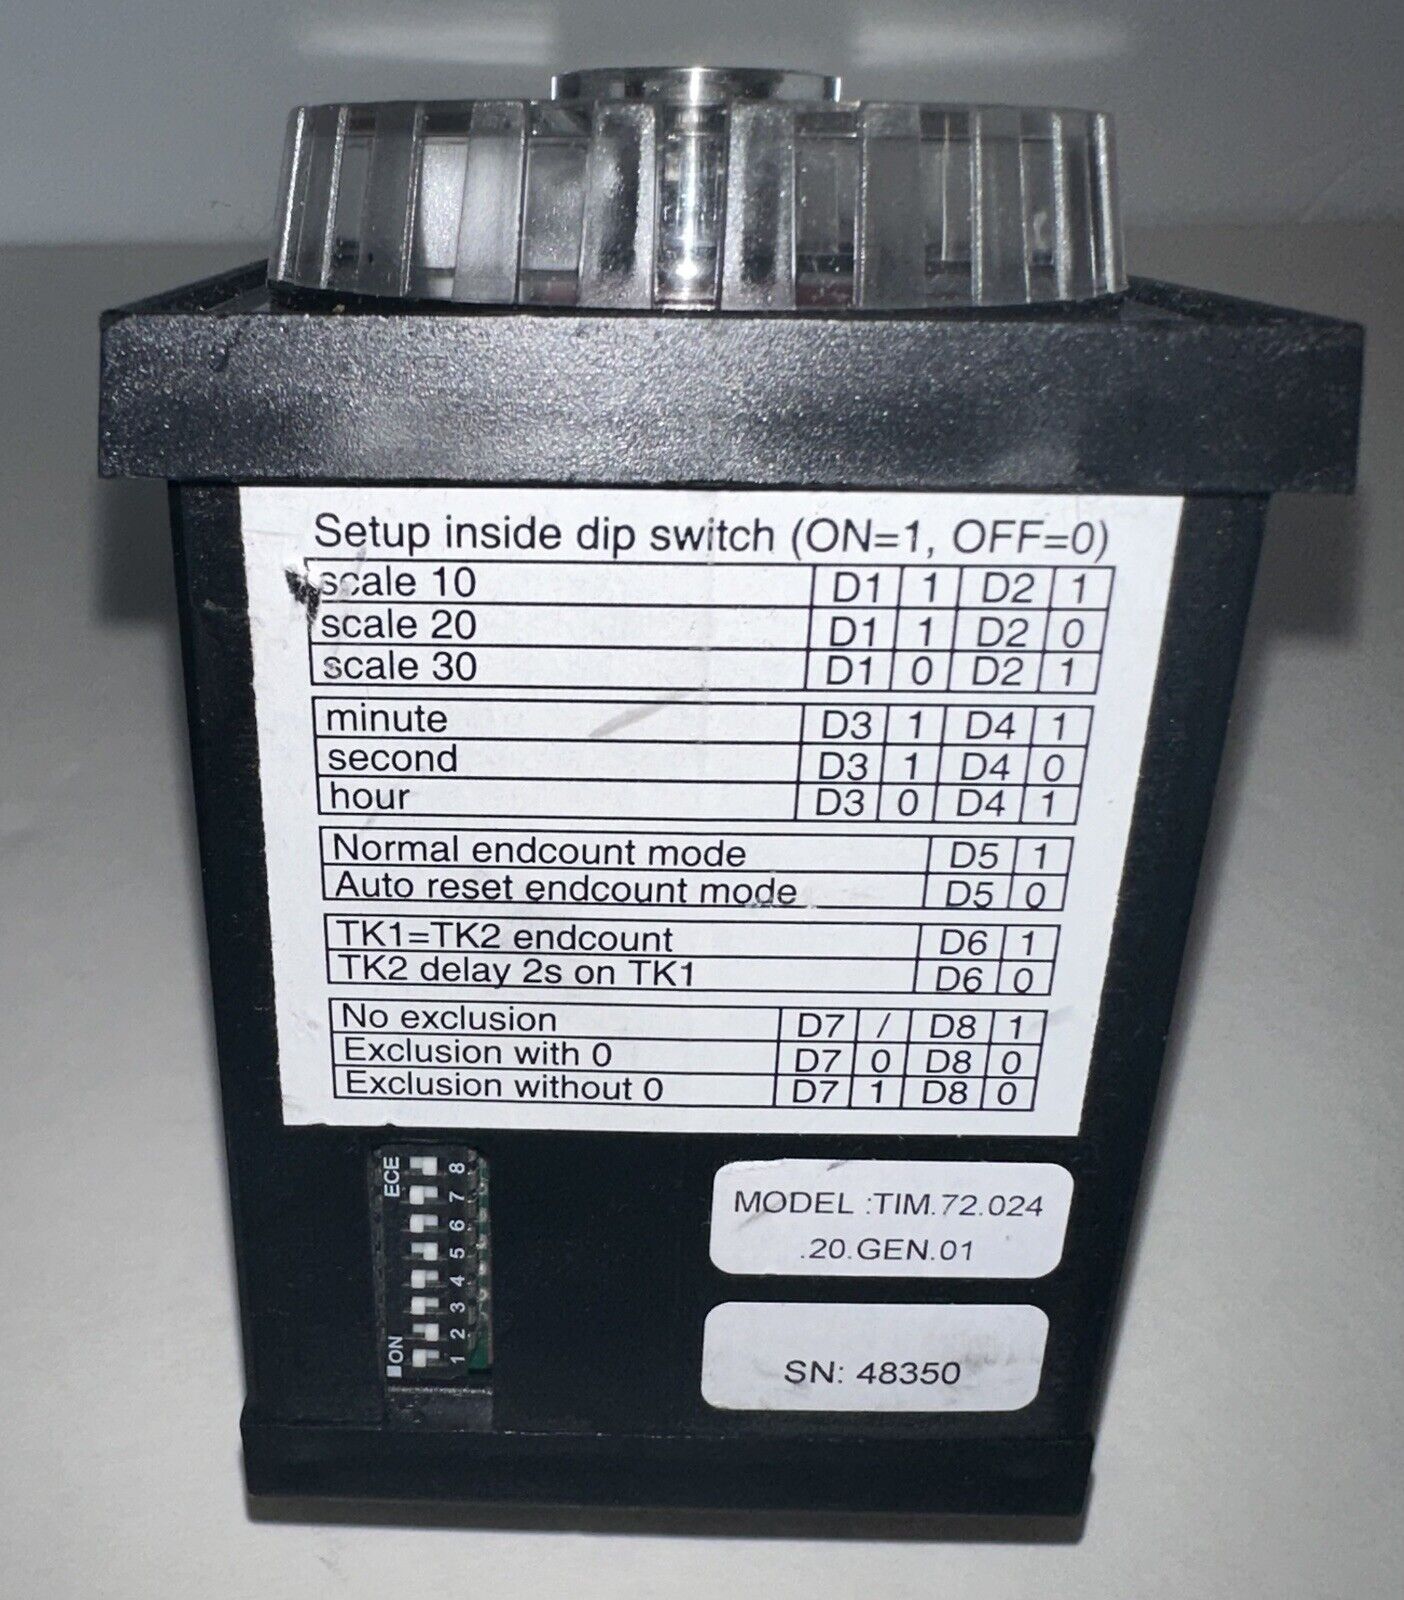 Setup inside dip switch (ON=1, OFF=0)
scale 10 D1 1 D2 1
scale 20 D1 1 D2 0
scale 30 D1 0 D2 1
minute D3 1 D4 1
second D3 1 D4 0
hour D3 0 D4 1
Normal endcount mode D5 1
Auto reset endcount mode D5 0
TK1=TK2 endcount D6 1
TK2 delay 2s on TK1 D6 0
No exclusion D7 / D8 1
Exclusion with 0 D7 0 D8 0
Exclusion without 0 D7 1 D8 0
ON ECE
1 2 3 4 5 6 7 8
MODEL :TIM.72.024
.20.GEN.01
SN: 48350